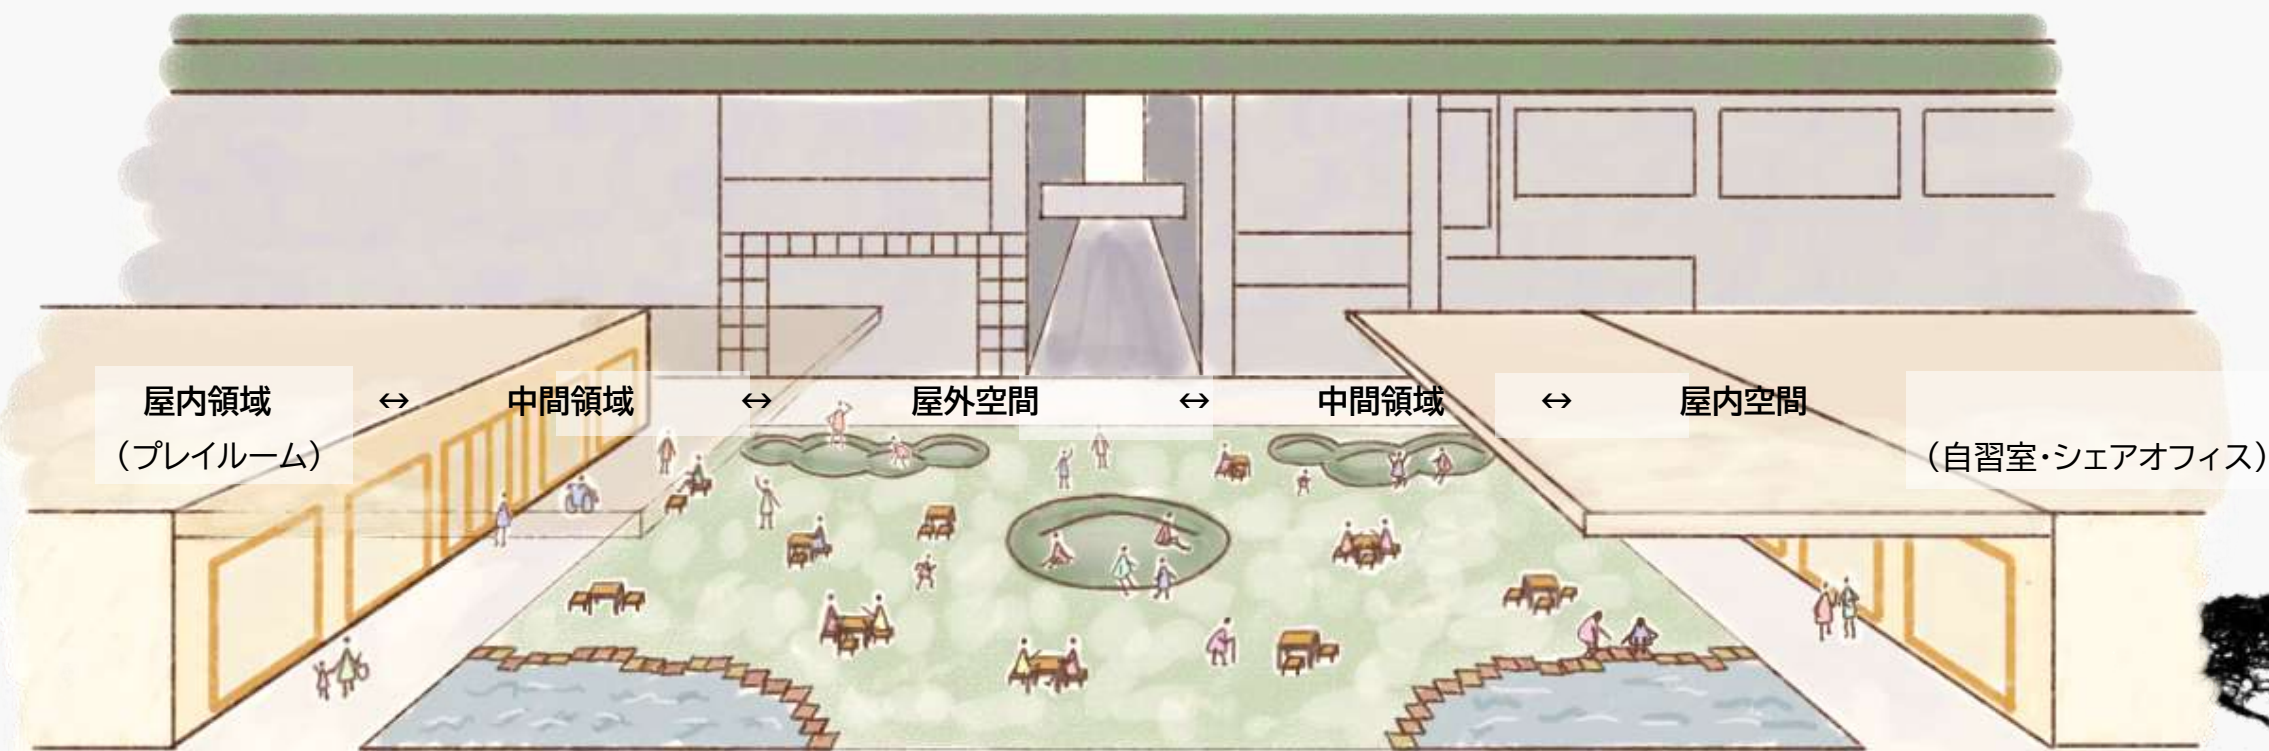 屋内領域 ↔ 中間領域 ↔ 屋外空間 ↔ 中間領域 ↔ 屋内空間
（プレイルーム） （自習室・シェアオフィス）